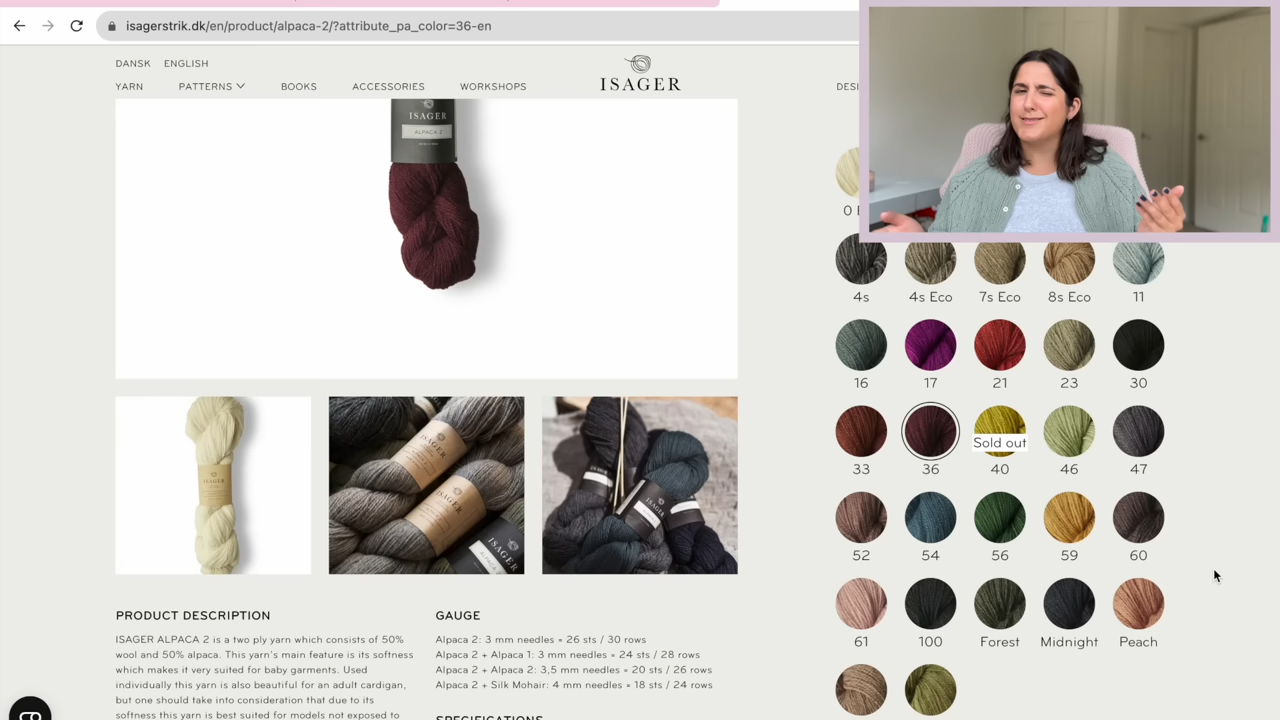 isagerstrik.dk/en/product/alpaca-2/?attribute_pa_color=36-en
DANSK ENGLISH
ISAGER
YARN PATTERNS BOOKS ACCESSORIES WORKSHOPS
ISAGER
ALPACA 2
0
4s 4s Eco 7s Eco 8s Eco 11
16 17 21 23 30
Sold out
33 36 40 46 47
52 54 56 59 60
61 100 Forest Midnight Peach
ISAGER
ISAGER
ISAGER
PRODUCT DESCRIPTION
ISAGER ALPACA 2 is a two ply yarn which consists of 50%
wool and 50% alpaca. This yarn's main feature is its softness
which makes it very suited for baby garments. Used
individually this yarn is also beautiful for an adult cardigan,
but one should take into consideration that due to its
softness this yarn is best suited for models not exposed to
GAUGE
Alpaca 2: 3 mm needles = 26 sts / 30 rows
Alpaca 2 + Alpaca 1: 3 mm needles = 24 sts / 28 rows
Alpaca 2 + Alpaca 2: 3,5 mm needles = 20 sts / 26 rows
Alpaca 2 + Silk Mohair: 4 mm needles = 18 sts / 24 rows
SPECIFICATIONS